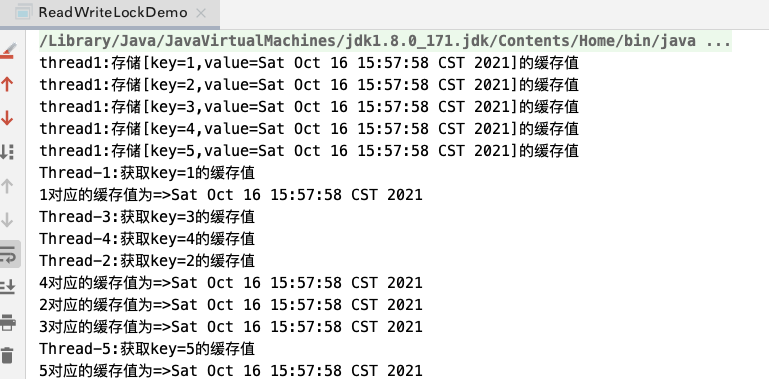 ReadWriteLockDemo
/Library/Java/JavaVirtualMachines/jdk1.8.0_171.jdk/Contents/Home/bin/java ...
thread1:存储[key=1,value=Sat Oct 16 15:57:58 CST 2021]的缓存值
thread1:存储[key=2,value=Sat Oct 16 15:57:58 CST 2021]的缓存值
thread1:存储[key=3,value=Sat Oct 16 15:57:58 CST 2021]的缓存值
thread1:存储[key=4,value=Sat Oct 16 15:57:58 CST 2021]的缓存值
thread1:存储[key=5,value=Sat Oct 16 15:57:58 CST 2021]的缓存值
Thread-1:获取key=1的缓存值
1对应的缓存值为=>Sat Oct 16 15:57:58 CST 2021
Thread-3:获取key=3的缓存值
Thread-4:获取key=4的缓存值
Thread-2:获取key=2的缓存值
4对应的缓存值为=>Sat Oct 16 15:57:58 CST 2021
2对应的缓存值为=>Sat Oct 16 15:57:58 CST 2021
3对应的缓存值为=>Sat Oct 16 15:57:58 CST 2021
Thread-5:获取key=5的缓存值
5对应的缓存值为=>Sat Oct 16 15:57:58 CST 2021